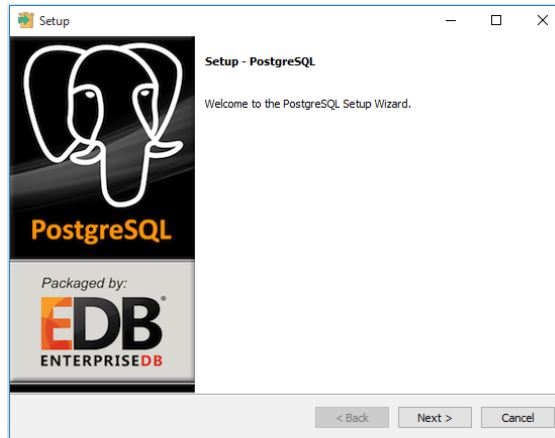 Setup
Setup - PostgreSQL
Welcome to the PostgreSQL Setup Wizard.
PostgreSQL
Packaged by:
EDB
ENTERPRISEDB
< Back
Next >
Cancel